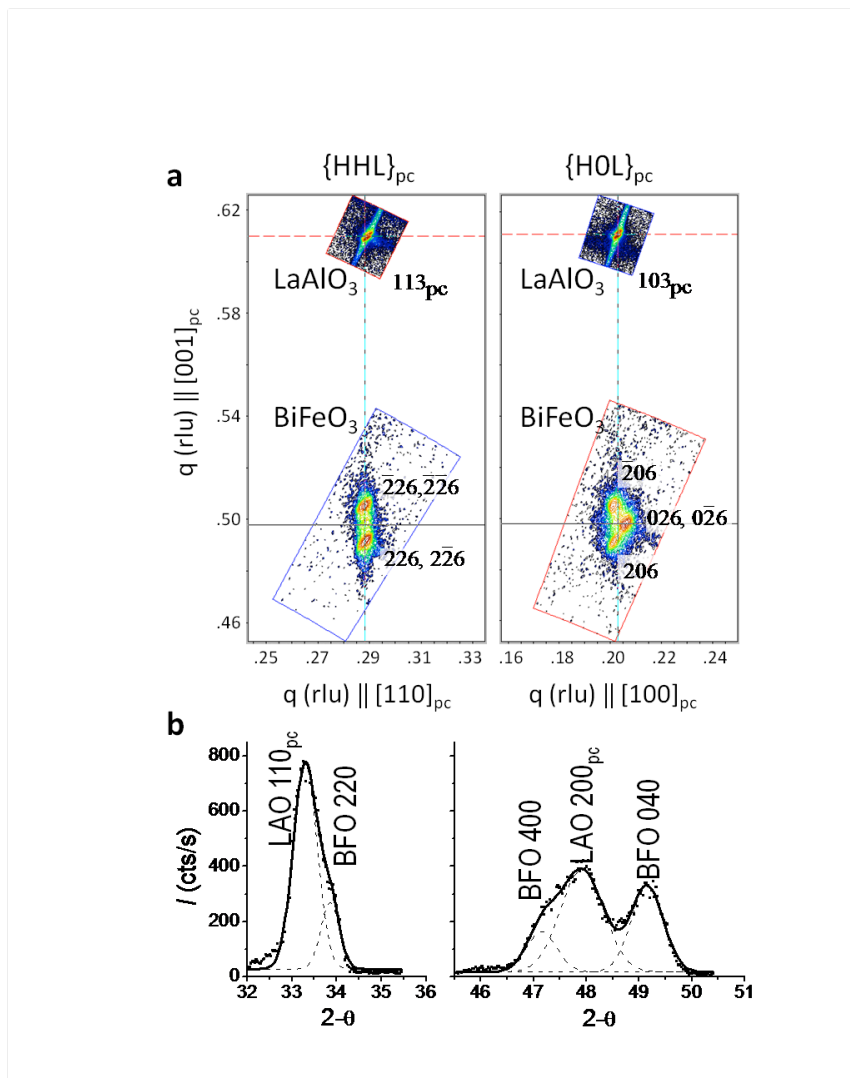 a
{HHL}pc {H0L}pc
.62
LaAlO₃ 113pc LaAlO₃ 103pc
.58
q (rlu) || [001]pc
.54
BiFeO₃ BiFeO₃
2̅26, 2̅2̅6 2̅06
.50
026, 02̅6
226, 22̅6
206
.46
.25 .27 .29 .31 .33 .16 .20 .24
q (rlu) || [110]pc q (rlu) || [100]pc
b
800
600
400
200
0
I (cts/s)
LAO 110pc
BFO 220
32 33 34 35 36
2-θ
BFO 400
LAO 200pc
BFO 040
46 47 48 49 50 51
2-θ